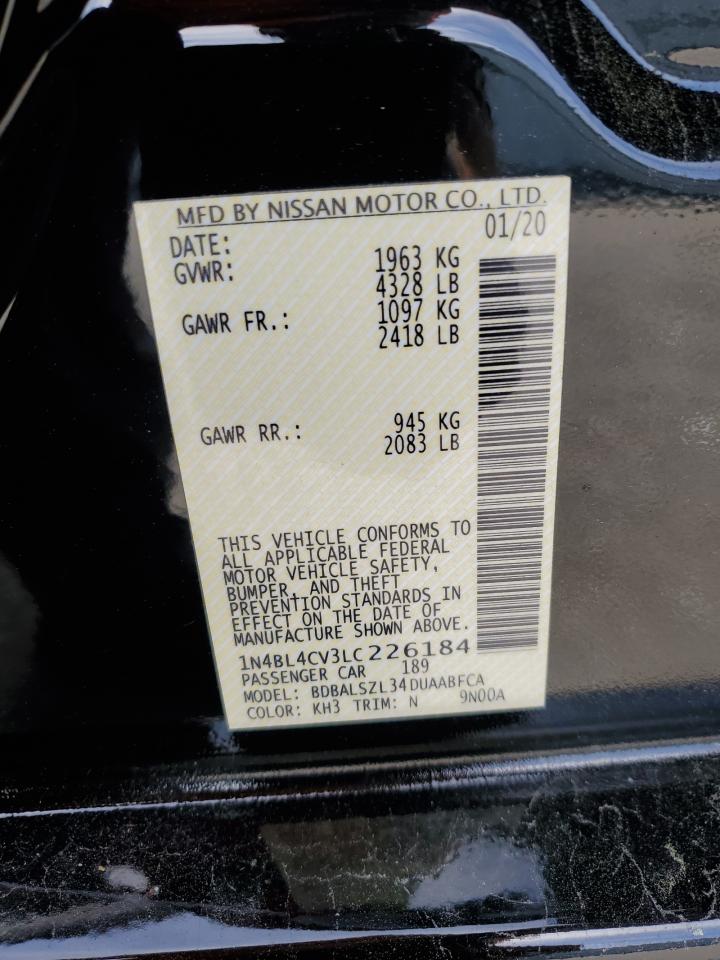 MFD BY NISSAN MOTOR CO., LTD.
DATE: 01/20
GVWR: 1963 KG
4328 LB
GAWR FR.: 1097 KG
2418 LB
GAWR RR.: 945 KG
2083 LB
THIS VEHICLE CONFORMS TO
ALL APPLICABLE FEDERAL
MOTOR VEHICLE SAFETY,
BUMPER, AND THEFT
PREVENTION STANDARDS IN
EFFECT ON THE DATE OF
MANUFACTURE SHOWN ABOVE.
1N4BL4CV3LC226184
PASSENGER CAR 189
MODEL: BDBALSZL34DUAABFCA
COLOR: KH3 TRIM: N 9N00A